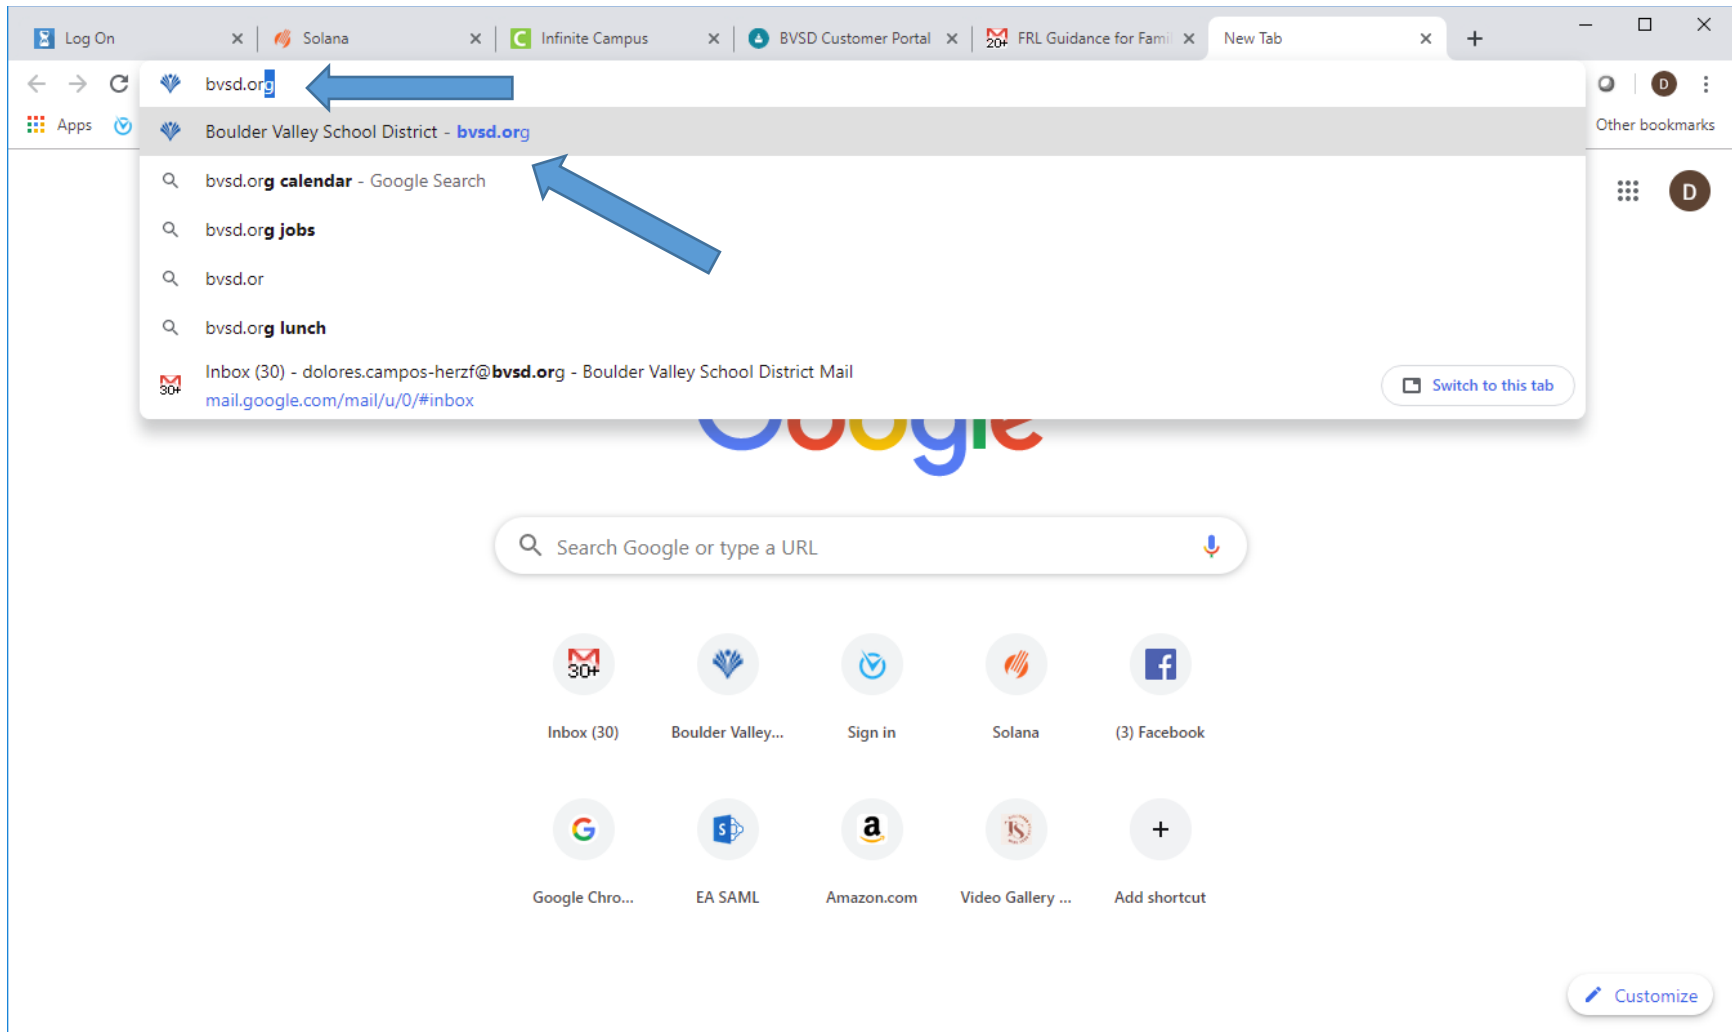 Log On
Solana
Infinite Campus
BVSD Customer Portal
20+
FRL Guidance for Famil
New Tab
bvsd.org
D
Apps
Other bookmarks
Boulder Valley School District - bvsd.org
bvsd.org calendar - Google Search
D
bvsd.org jobs
bvsd.or
bvsd.org lunch
30+
Inbox (30) - dolores.campos-herzf@bvsd.org - Boulder Valley School District Mail
mail.google.com/mail/u/0/#inbox
Switch to this tab
Google
Search Google or type a URL
30+
Inbox (30)
Boulder Valley...
Sign in
Solana
(3) Facebook
Google Chro...
EA SAML
Amazon.com
Video Gallery ...
Add shortcut
Customize